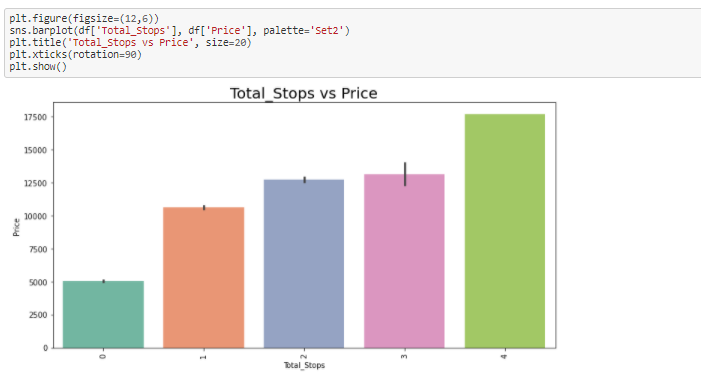 plt.figure(figsize=(12,6))
sns.barplot(df['Total_Stops'], df['Price'], palette='Set2')
plt.title('Total_Stops vs Price', size=20)
plt.xticks(rotation=90)
plt.show()
Total_Stops vs Price
17500
15000
12500
10000
7500
5000
2500
0
Price
0
1
2
3
4
Total_Stops